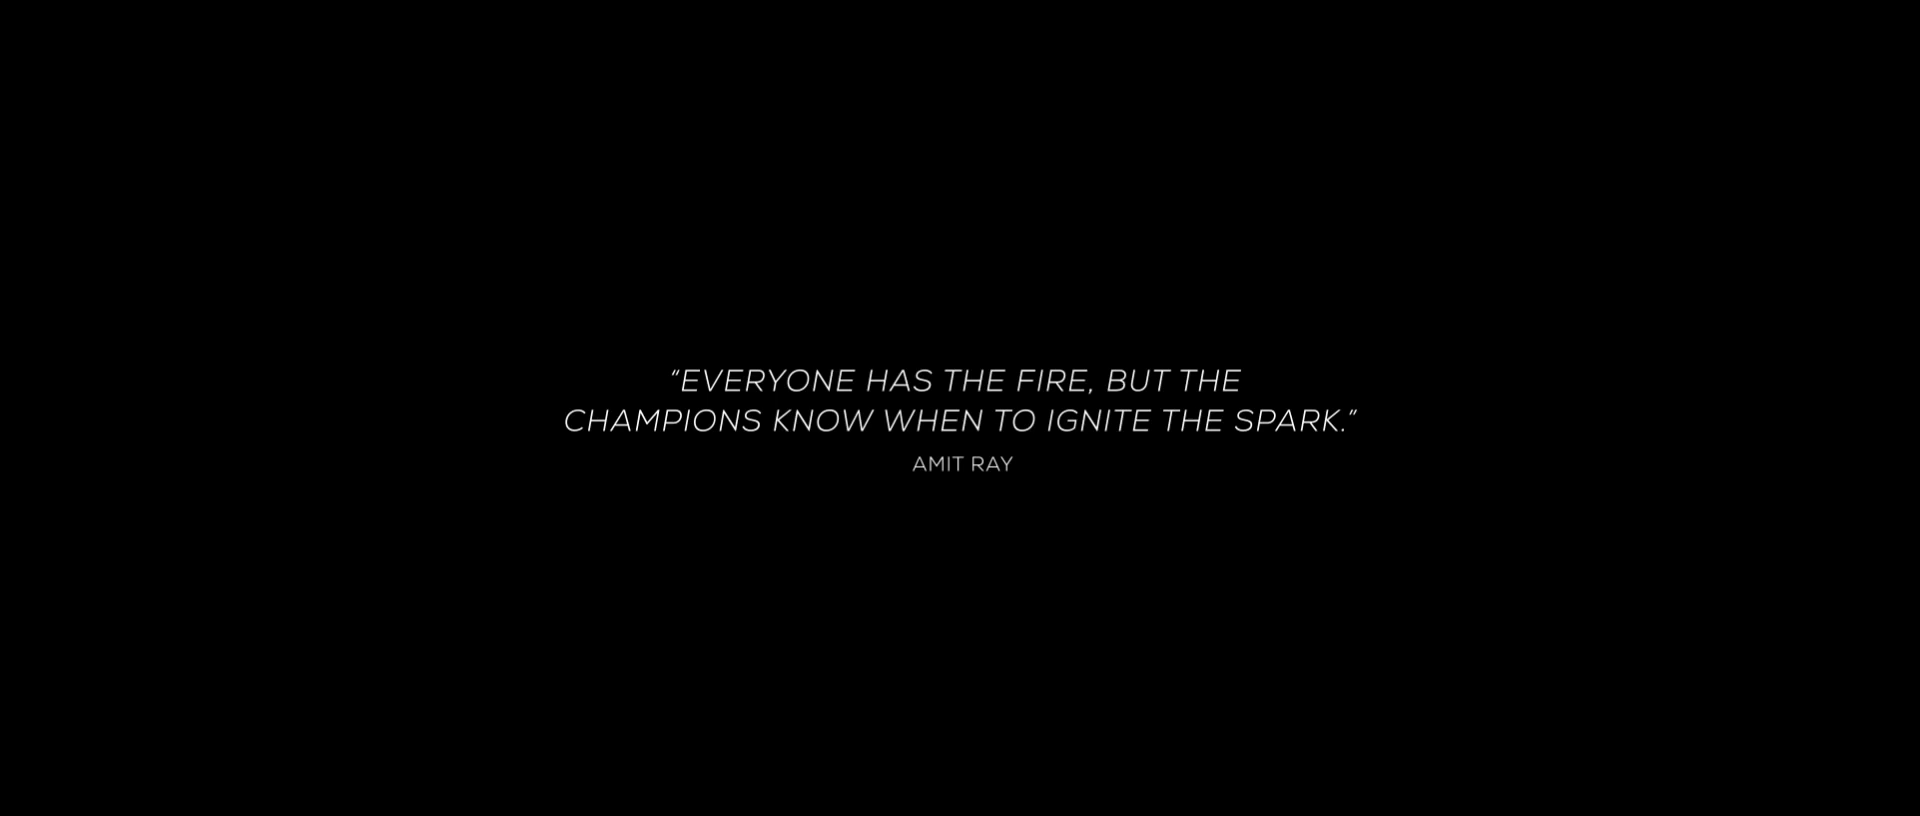 “EVERYONE HAS THE FIRE, BUT THE
CHAMPIONS KNOW WHEN TO IGNITE THE SPARK.”
AMIT RAY